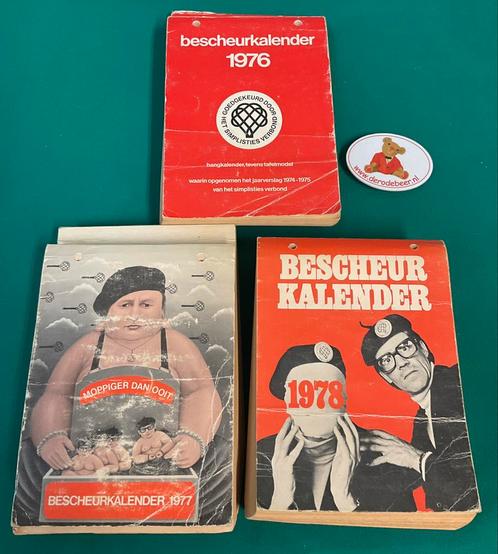 bescheurkalender
1976
GOEDGEKEURD DOOR
HET SIMPLISTIES VERBOND
hangkalender, tevens tafelmodel
waarin opgenomen het jaarverslag 1974-1975
van het simplisties verbond
www.derodebeer.nl
MOPPIGER DAN OOIT
BESCHEURKALENDER 1977
BESCHEUR
KALENDER
1978